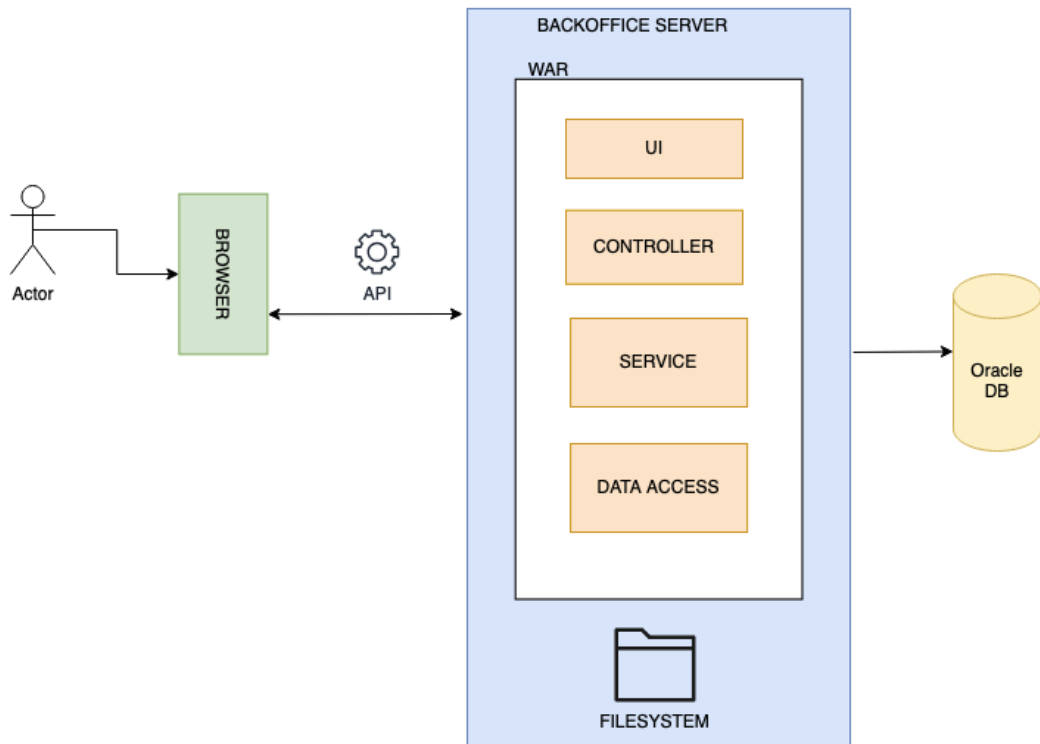 BACKOFFICE SERVER
WAR
UI
CONTROLLER
SERVICE
DATA ACCESS
FILESYSTEM
Actor
BROWSER
API
Oracle
DB